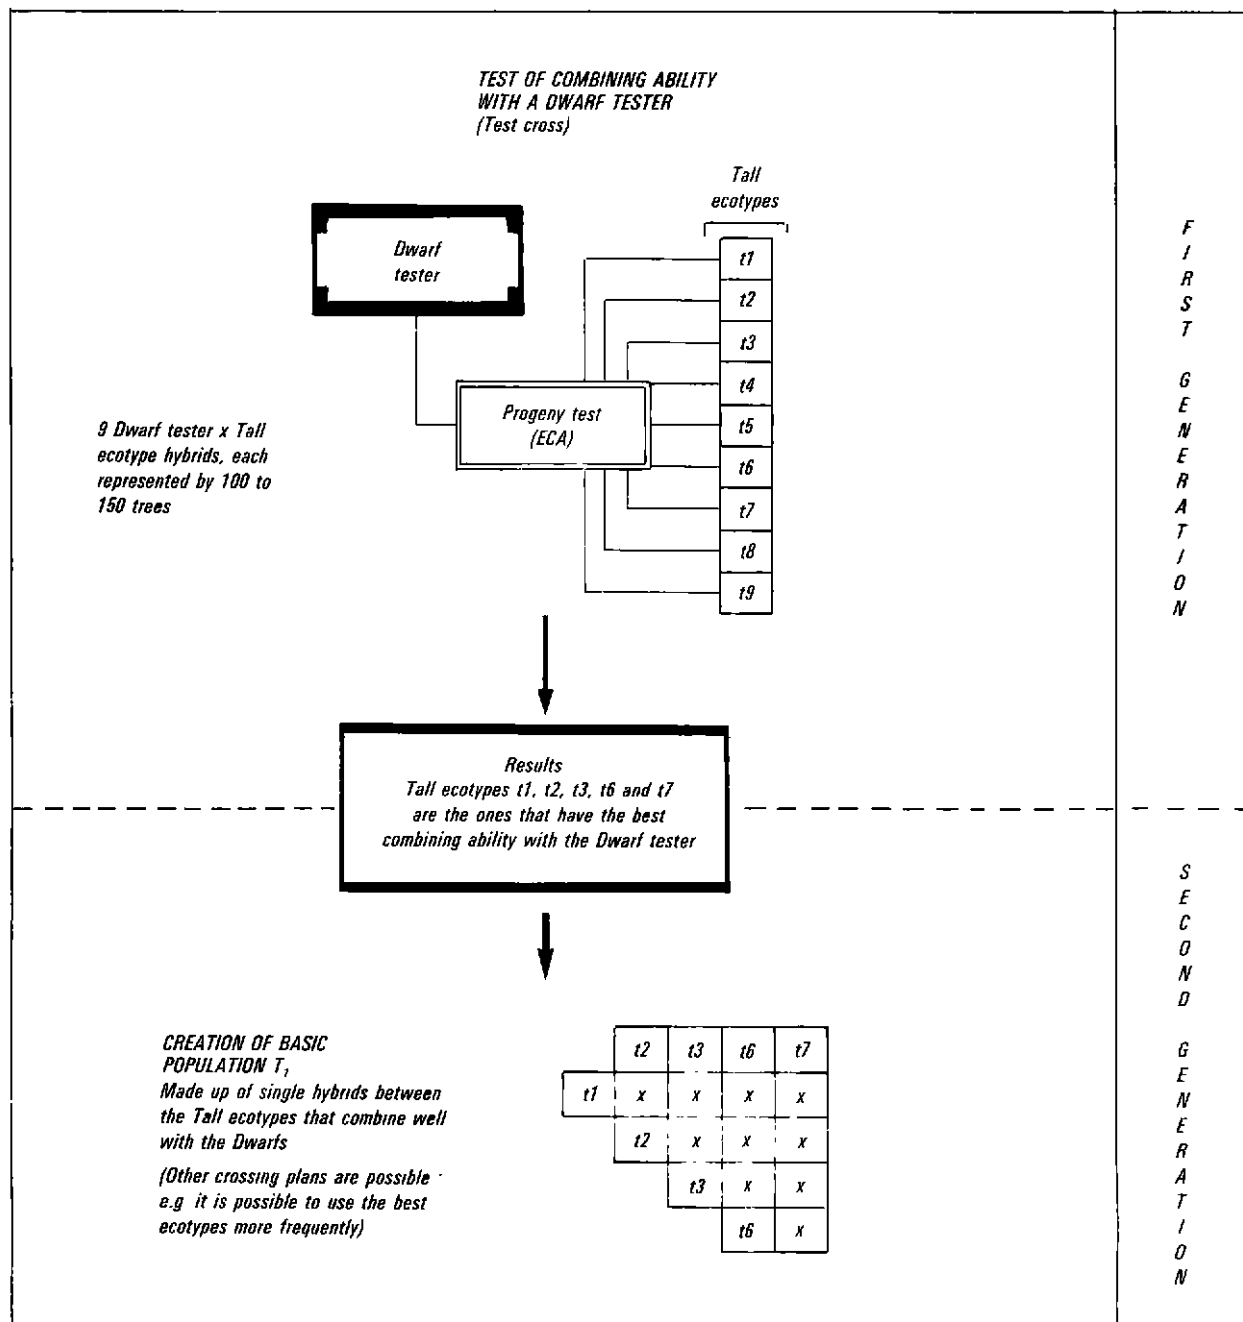 TEST OF COMBINING ABILITY
WITH A DWARF TESTER
(Test cross)
Tall
ecotypes
Dwarf
tester
t1
t2
t3
t4
t5
t6
t7
t8
t9
Progeny test
(ECA)
9 Dwarf tester x Tall
ecotype hybrids, each
represented by 100 to
150 trees
FIRST GENERATION
Results
Tall ecotypes t1, t2, t3, t6 and t7
are the ones that have the best
combining ability with the Dwarf tester
CREATION OF BASIC
POPULATION T1
Made up of single hybrids between
the Tall ecotypes that combine well
with the Dwarfs
(Other crossing plans are possible
e.g it is possible to use the best
ecotypes more frequently)
t2 t3 t6 t7
t1 x x x x
t2 x x x
t3 x x
t6 x
SECOND GENERATION